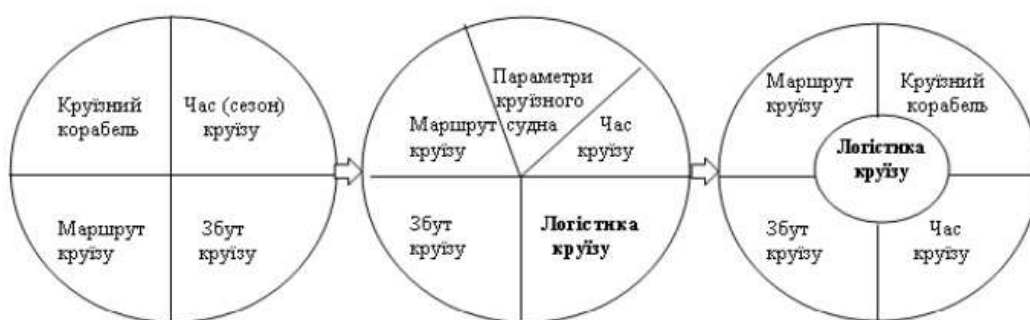 Круїзний
корабель
Час (сезон)
круїзу
Маршрут
круїзу
Збут
круїзу
Параметри
круїзного
судна
Маршрут
круїзу
Час
круїзу
Збут
круїзу
Логістика
круїзу
Маршрут
круїзу
Круїзний
корабель
Логістика
круїзу
Збут
круїзу
Час
круїзу